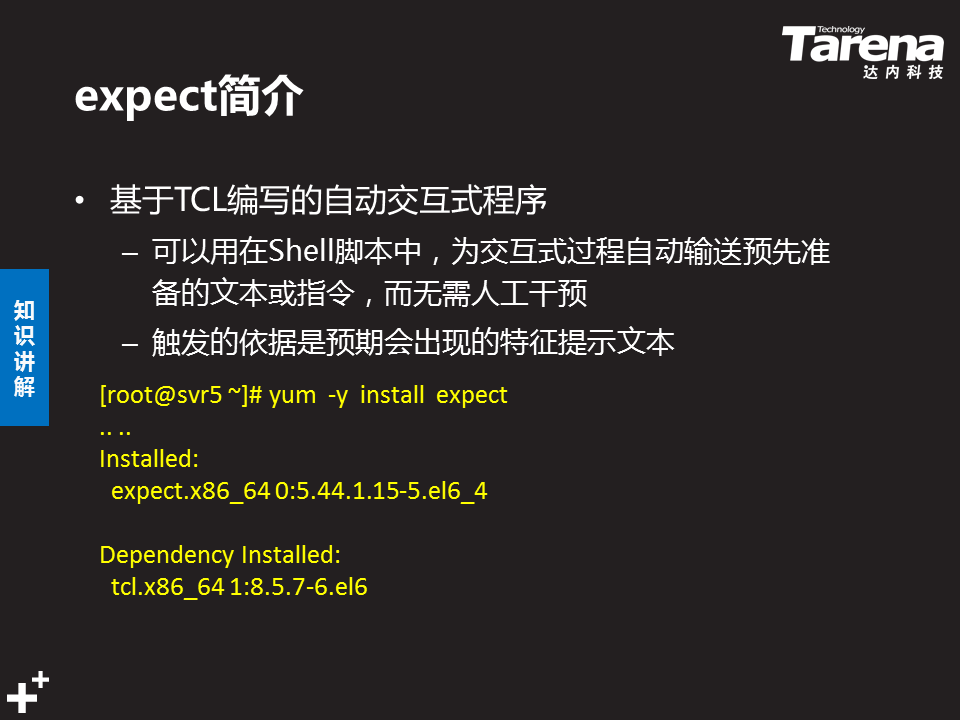 Technology
Tarena
达内科技
expect简介
• 基于TCL编写的自动交互式程序
– 可以用在Shell脚本中，为交互式过程自动输送预先准
备的文本或指令，而无需人工干预
– 触发的依据是预期会出现的特征提示文本
知识讲解
[root@svr5 ~]# yum -y install expect
.. ..
Installed:
expect.x86_64 0:5.44.1.15-5.el6_4
Dependency Installed:
tcl.x86_64 1:8.5.7-6.el6